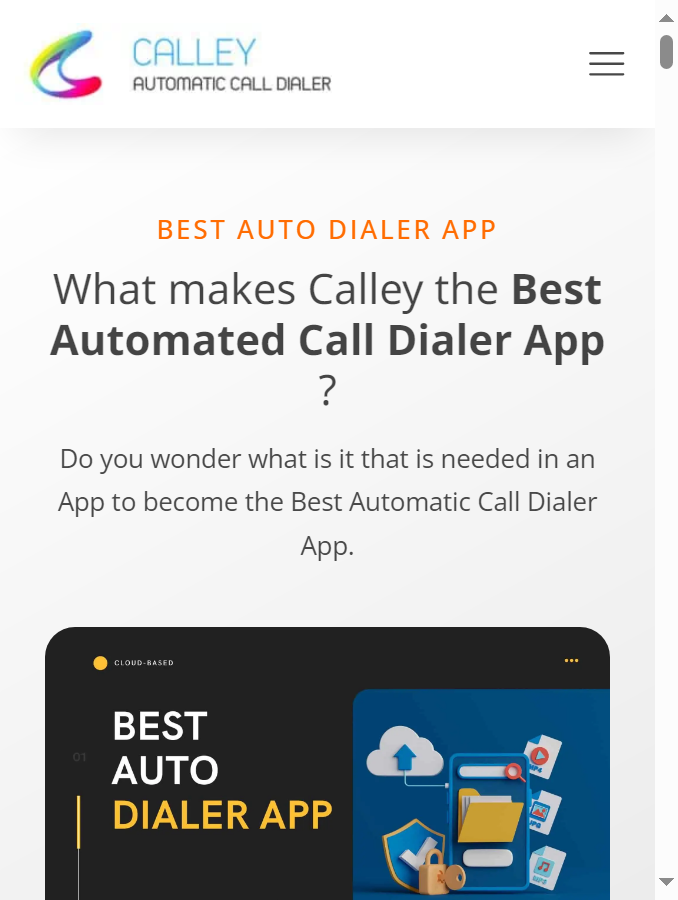 CALLEY
AUTOMATIC CALL DIALER
BEST AUTO DIALER APP
What makes Calley the Best
Automated Call Dialer App
?
Do you wonder what is it that is needed in an
App to become the Best Automatic Call Dialer
App.
CLOUD-BASED
01
BEST
AUTO
DIALER APP
MP4
MP3